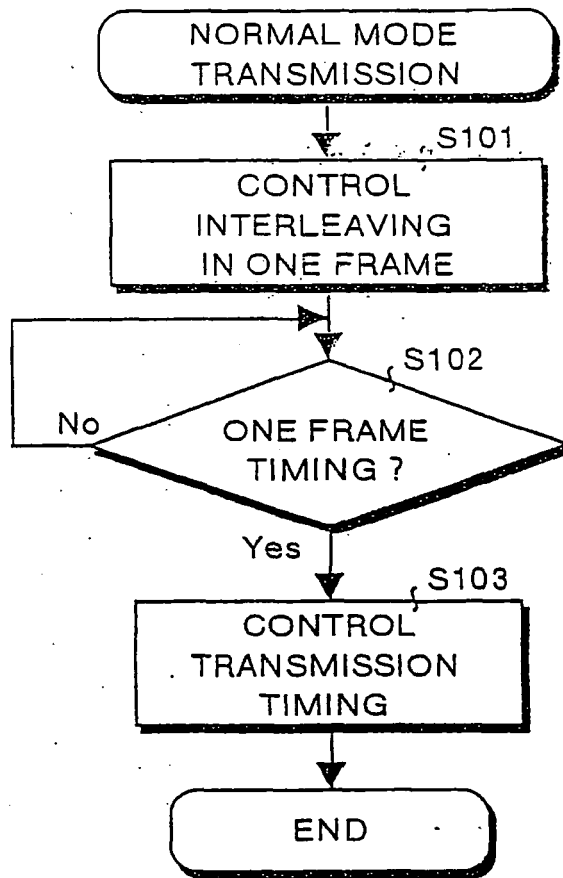 NORMAL MODE
TRANSMISSION
S101
CONTROL
INTERLEAVING
IN ONE FRAME
S102
No
ONE FRAME
TIMING ?
Yes
S103
CONTROL
TRANSMISSION
TIMING
END